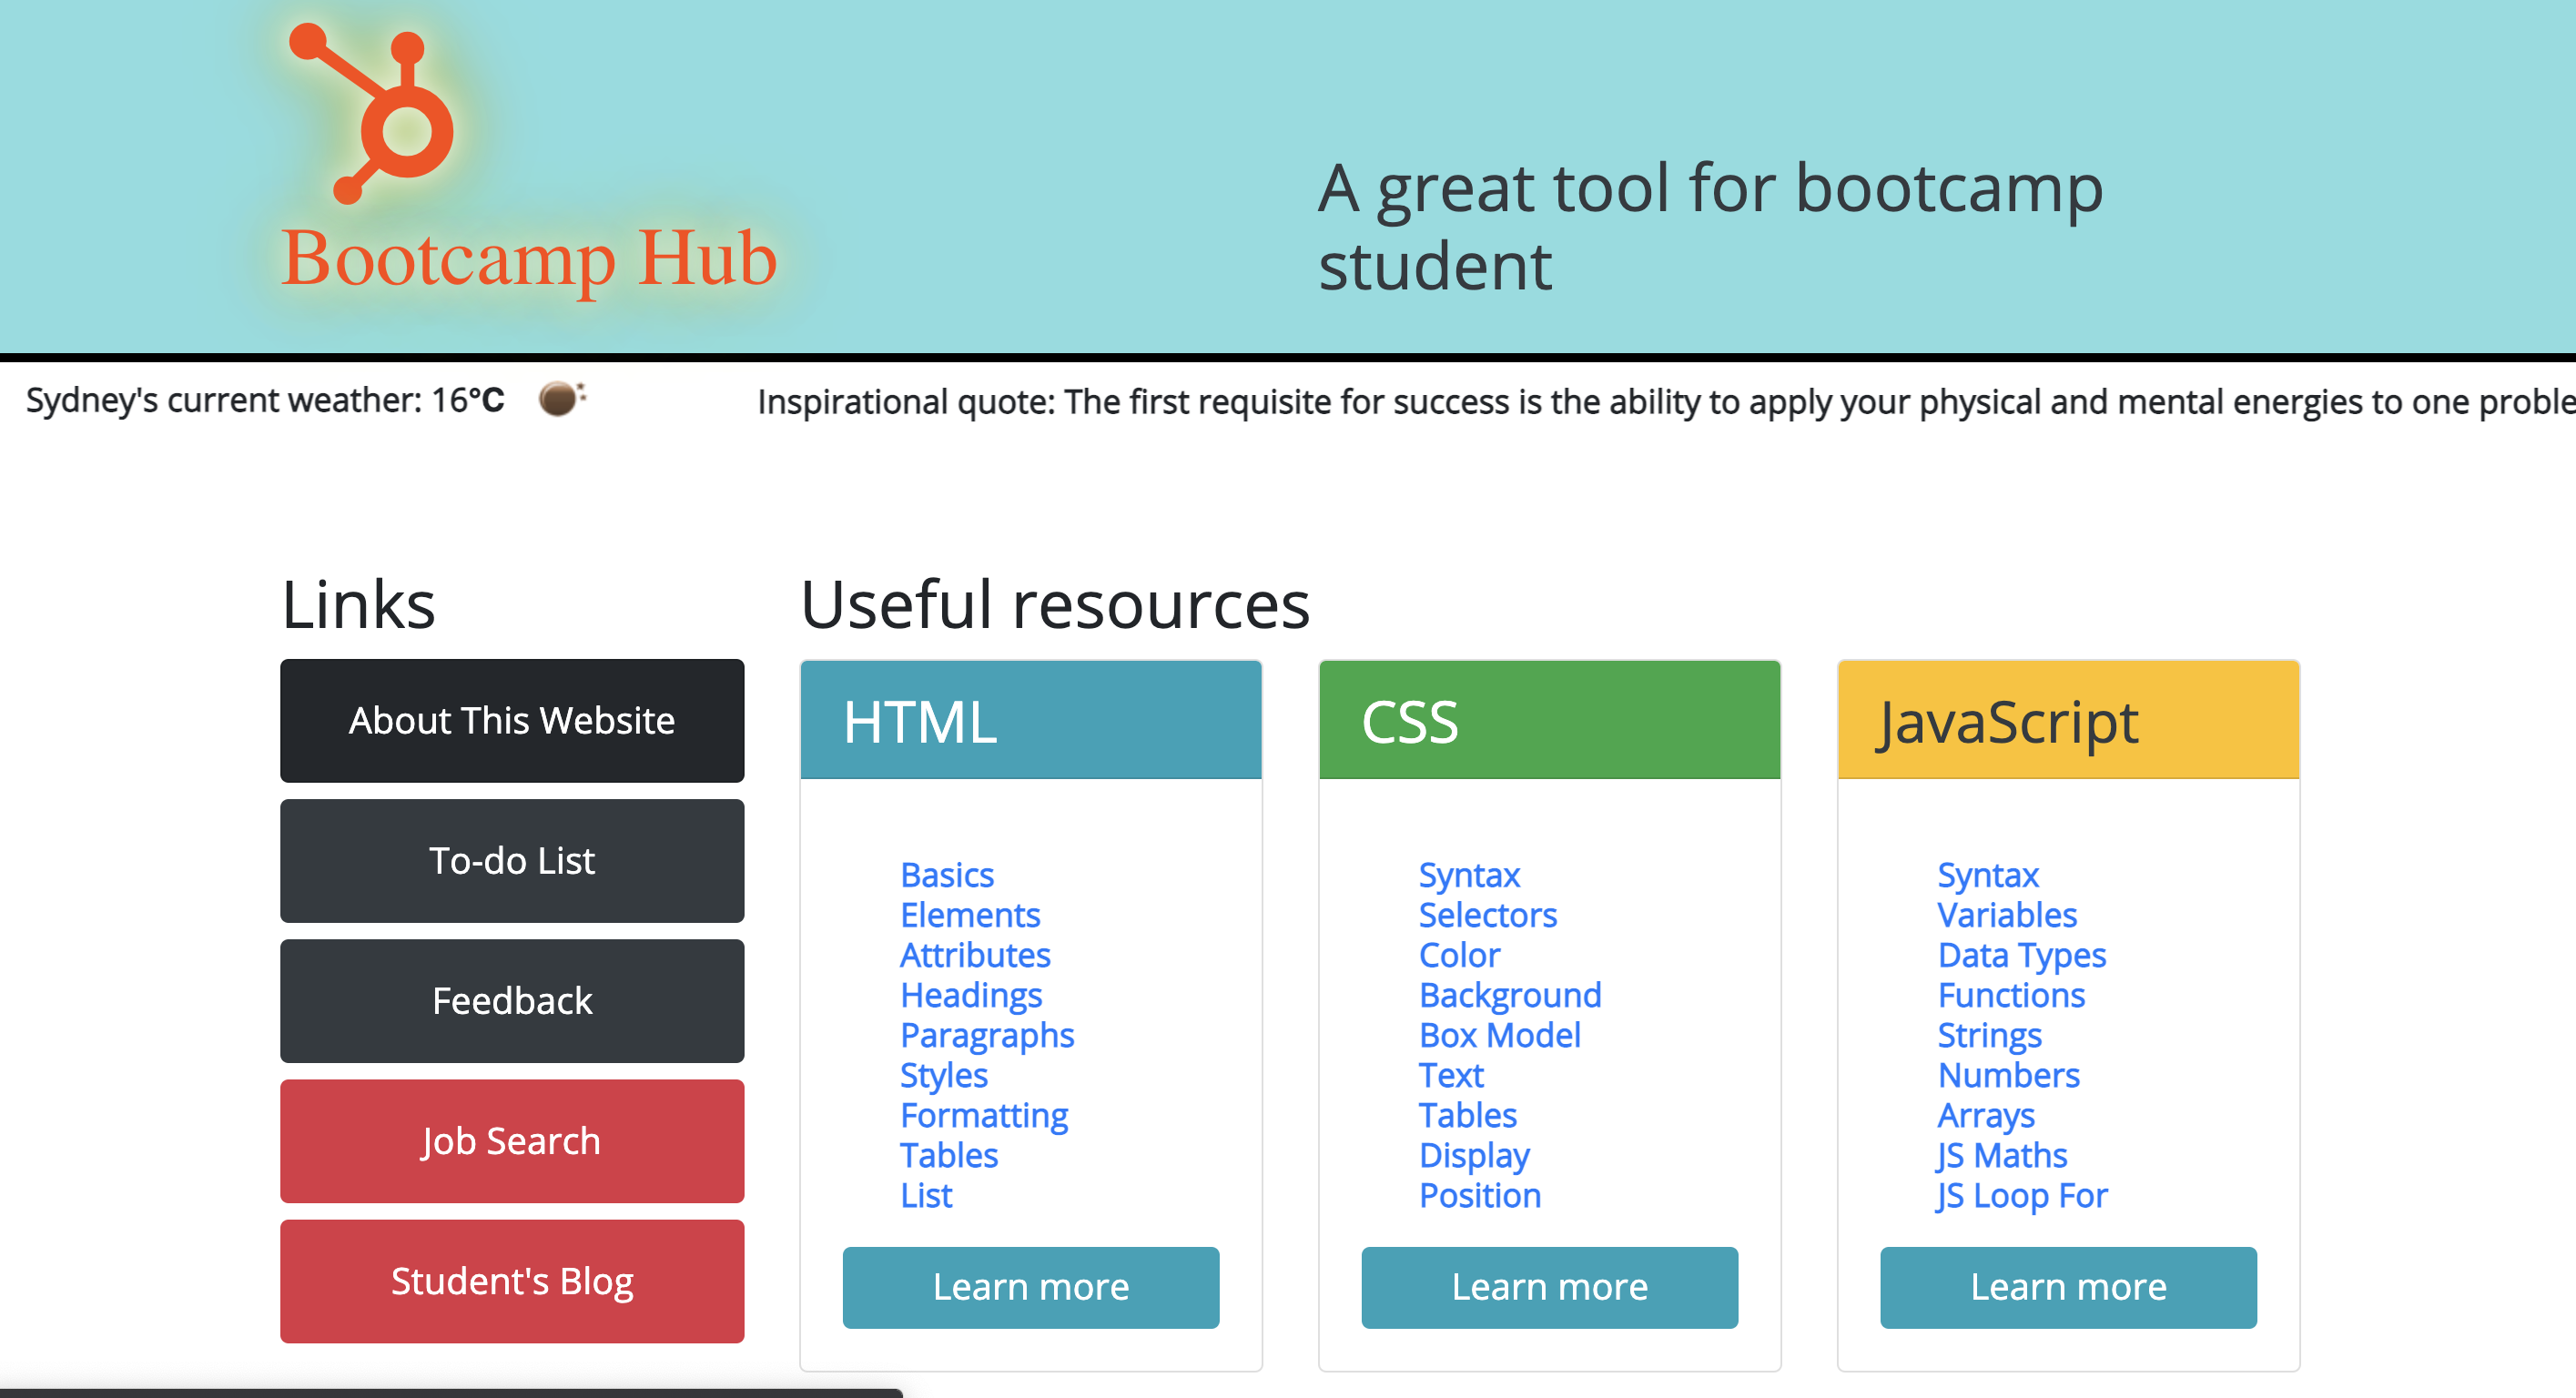 Bootcamp Hub
A great tool for bootcamp
student
Sydney's current weather: 16°C
Inspirational quote: The first requisite for success is the ability to apply your physical and mental energies to one
Links
About This Website
To-do List
Feedback
Job Search
Student's Blog
Useful resources
HTML
Basics
Elements
Attributes
Headings
Paragraphs
Styles
Formatting
Tables
List
Learn more
CSS
Syntax
Selectors
Color
Background
Box Model
Text
Tables
Display
Position
Learn more
JavaScript
Syntax
Variables
Data Types
Functions
Strings
Numbers
Arrays
JS Maths
JS Loop For
Learn more